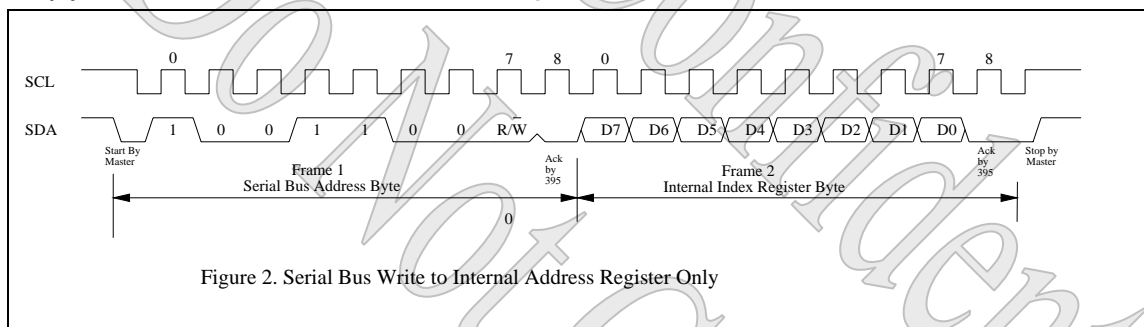 0 7 8 0 7 8
SCL
SDA 1 0 0 1 1 0 0 R/W D7 D6 D5 D4 D3 D2 D1 D0
Start By
Master
Ack
by
395
Ack
by
395
Stop by
Master
Frame 1
Serial Bus Address Byte
Frame 2
Internal Index Register Byte
0
Figure 2. Serial Bus Write to Internal Address Register Only